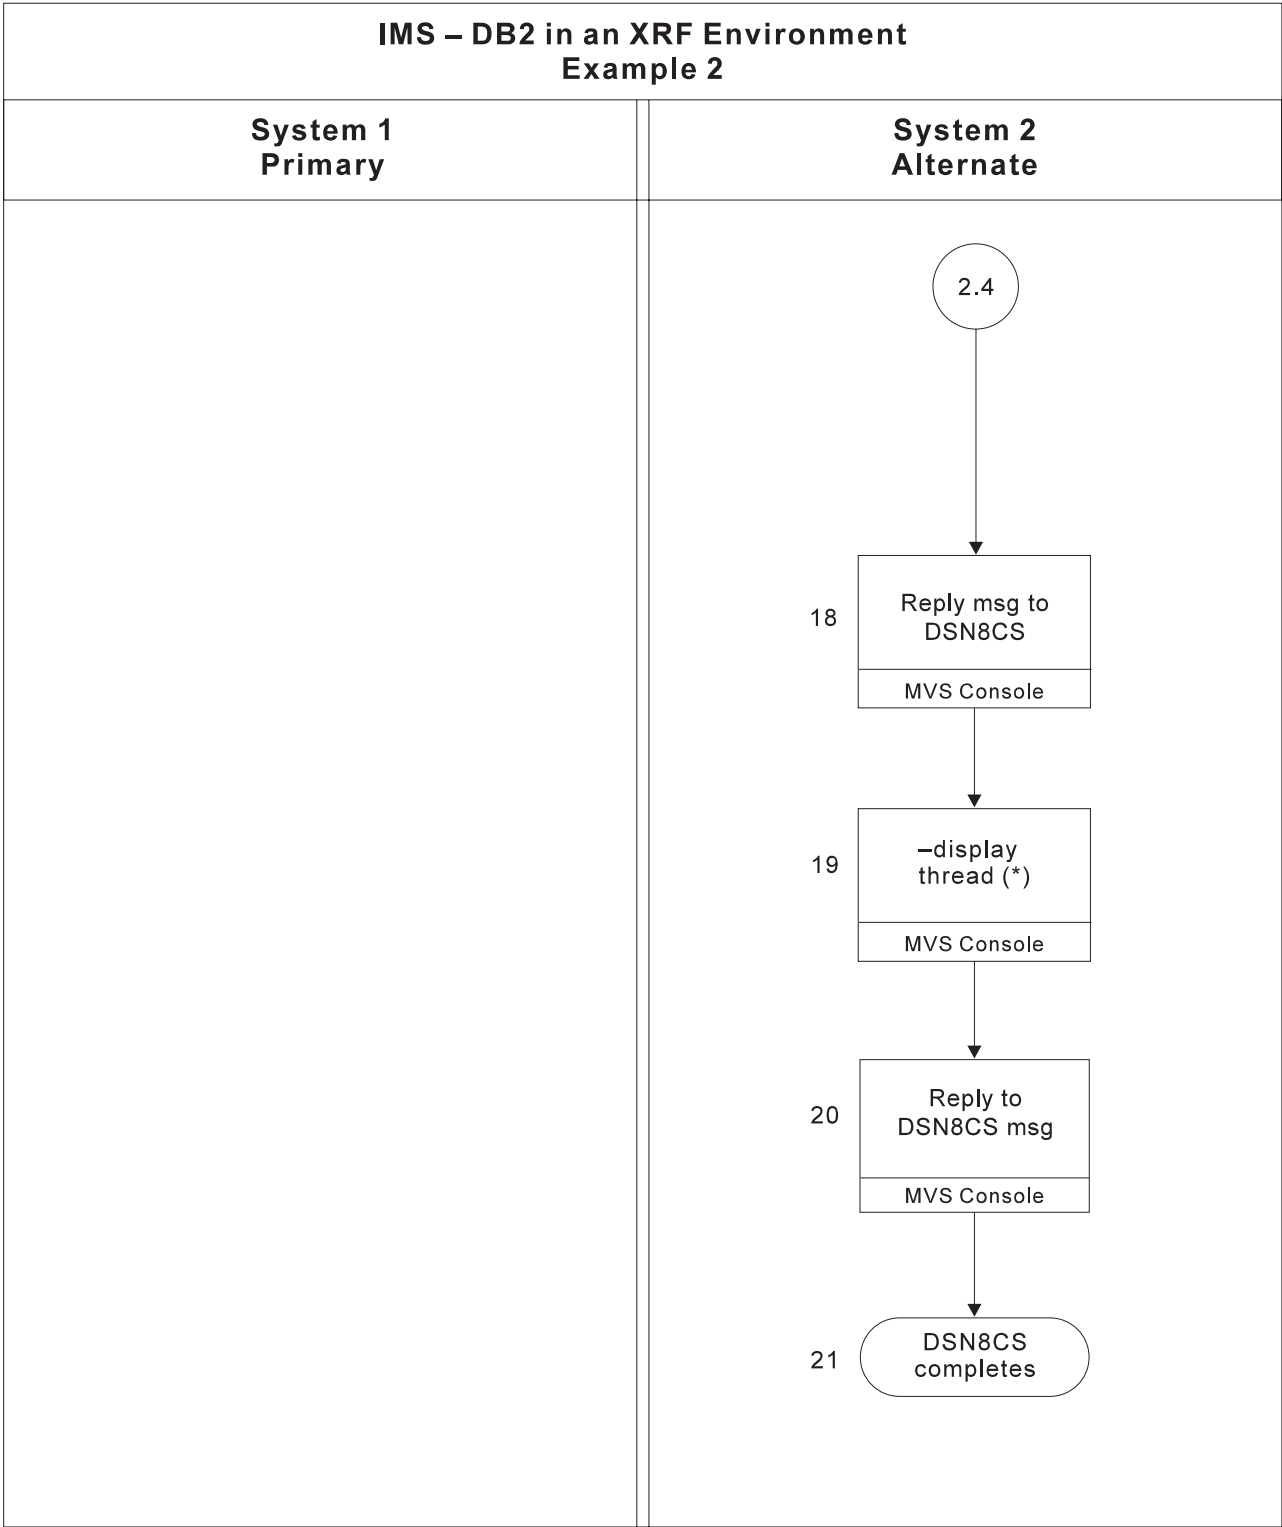 IMS – DB2 in an XRF Environment
Example 2
System 1
Primary
System 2
Alternate
2.4
18
Reply msg to
DSN8CS
MVS Console
19
–display
thread (*)
MVS Console
20
Reply to
DSN8CS msg
MVS Console
21
DSN8CS
completes